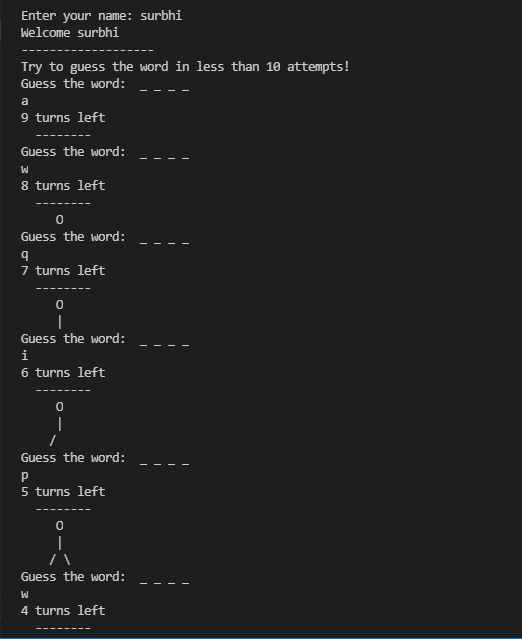 Enter your name: surbhi
Welcome surbhi
-------------------
Try to guess the word in less than 10 attempts!
Guess the word:  _ _ _ _
a
9 turns left
  --------
Guess the word:  _ _ _ _
w
8 turns left
  --------
     O
Guess the word:  _ _ _ _
q
7 turns left
  --------
     O
     |
Guess the word:  _ _ _ _
i
6 turns left
  --------
     O
     |
    /
Guess the word:  _ _ _ _
p
5 turns left
  --------
     O
     |
    / \
Guess the word:  _ _ _ _
w
4 turns left
  --------